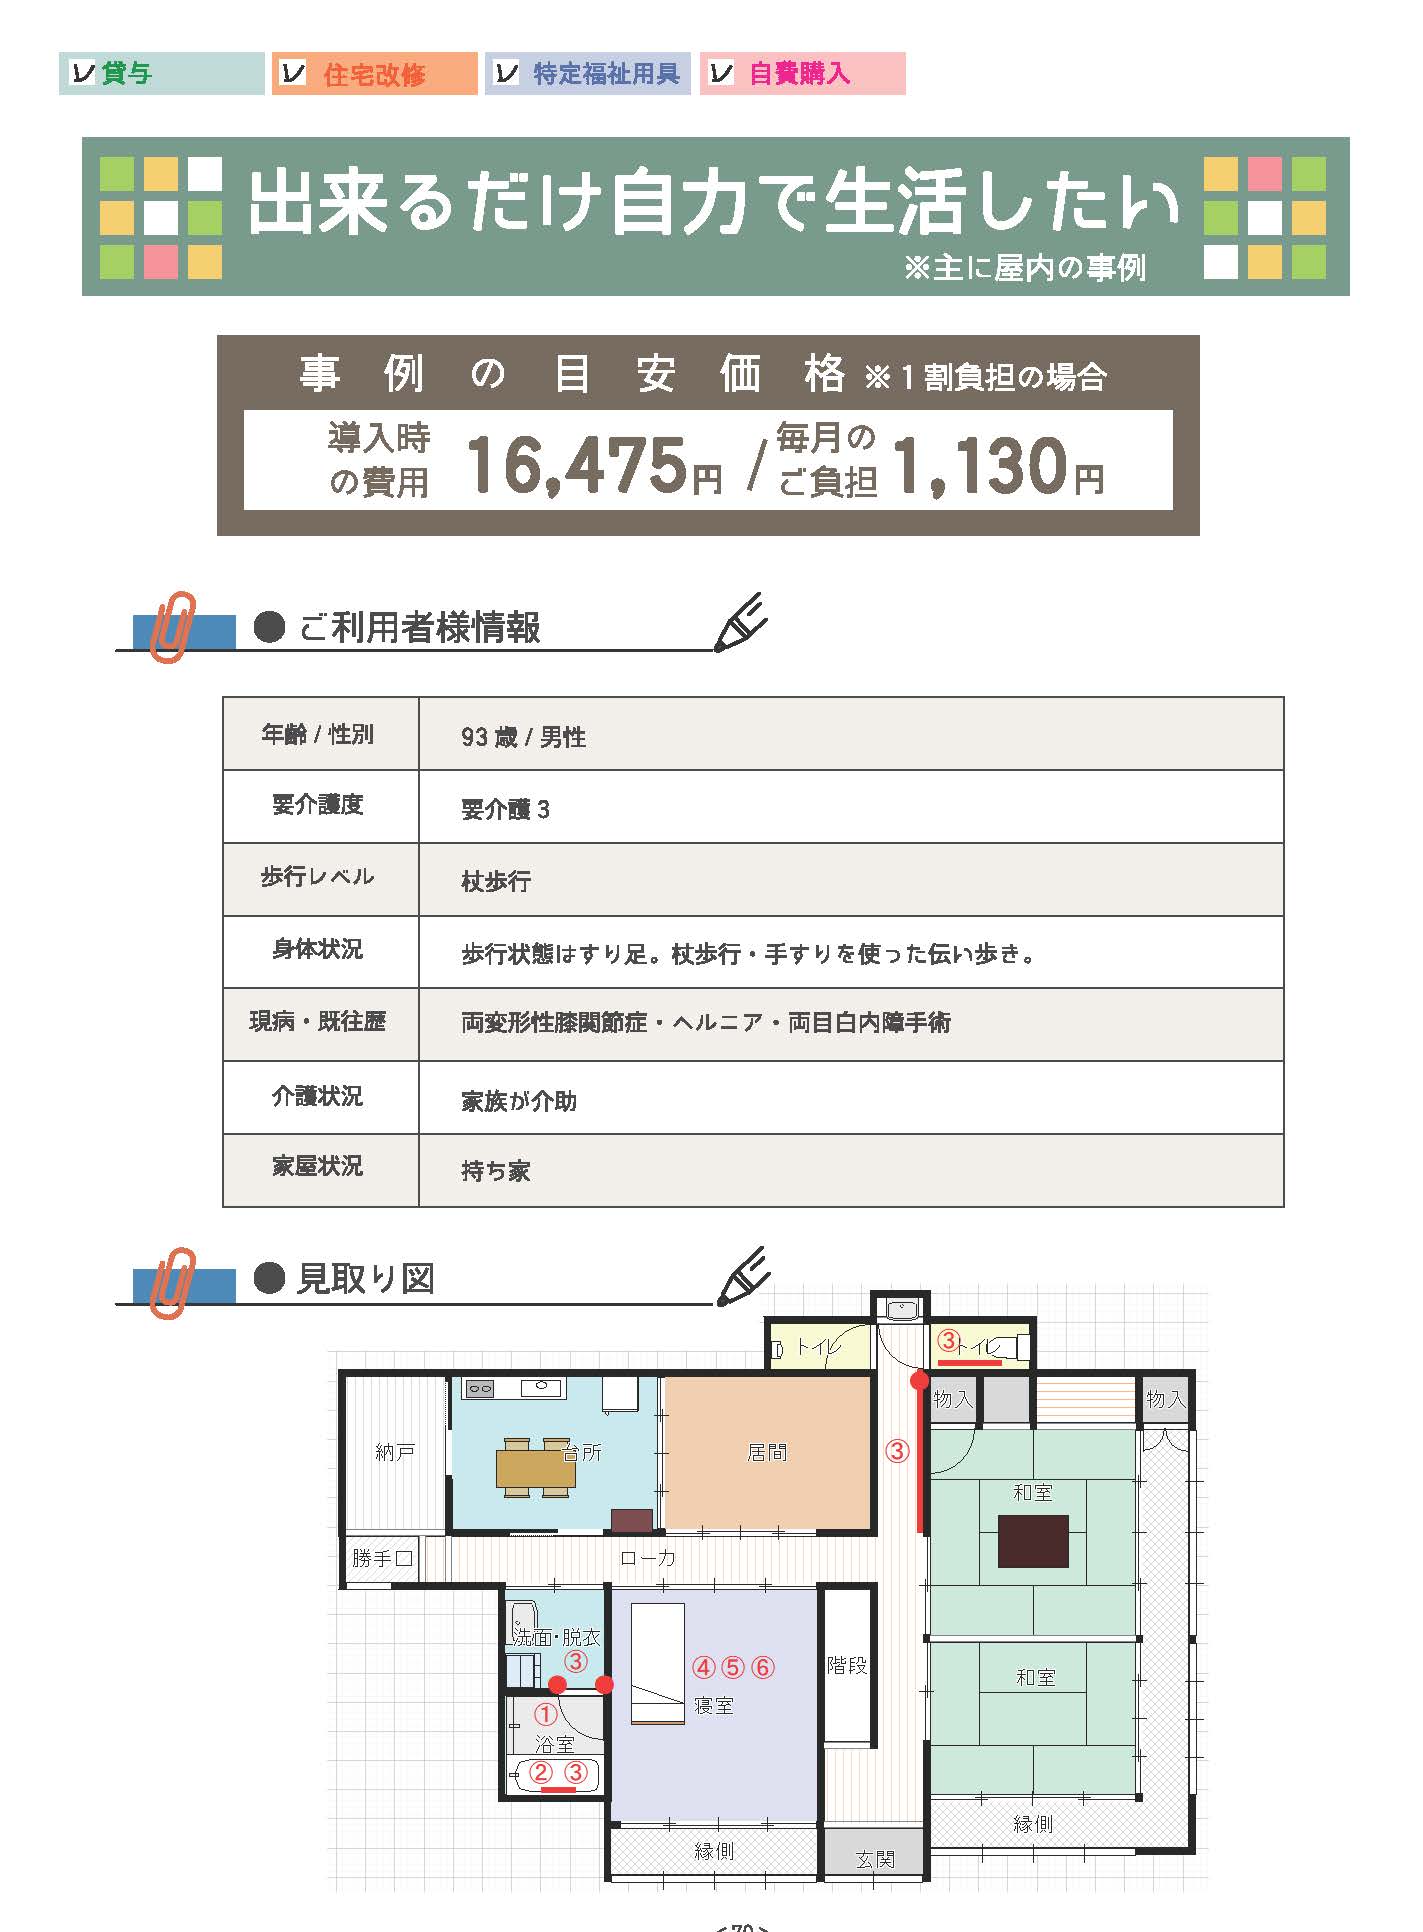 レ 貸与 レ 住宅改修 レ 特定福祉用具 レ 自費購入
出来るだけ自力で生活したい
※主に屋内の事例
事例の目安価格 ※1割負担の場合
導入時の費用 16,475円 / 毎月のご負担 1,130円
● ご利用者様情報
年齢 / 性別 93 歳 / 男性
要介護度 要介護 3
歩行レベル 杖歩行
身体状況 歩行状態はすり足。杖歩行・手すりを使った伝い歩き。
現病・既往歴 両変形性膝関節症・ヘルニア・両目白内障手術
介護状況 家族が介助
家屋状況 持ち家
● 見取り図
トイレ ③ トイレ
物入 物入
納戸 台所 居間 ③
和室
勝手口 ローカ
洗面・脱衣
③
④⑤⑥ 階段
和室
寝室
①
浴室
② ③
縁側
縁側 玄関
<70>